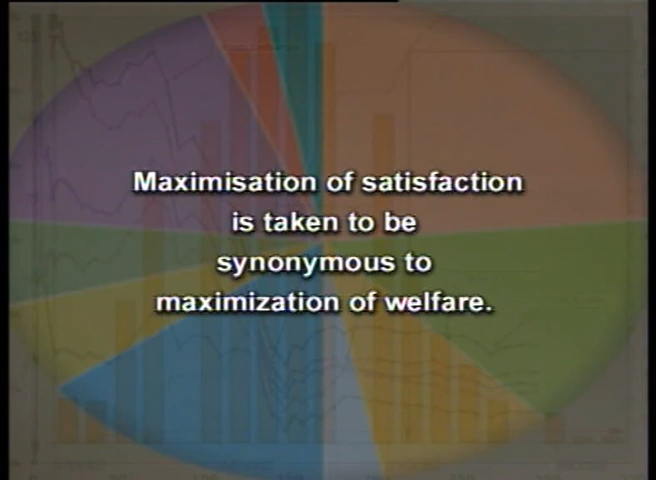 Maximisation of satisfaction
is taken to be
synonymous to
maximization of welfare.